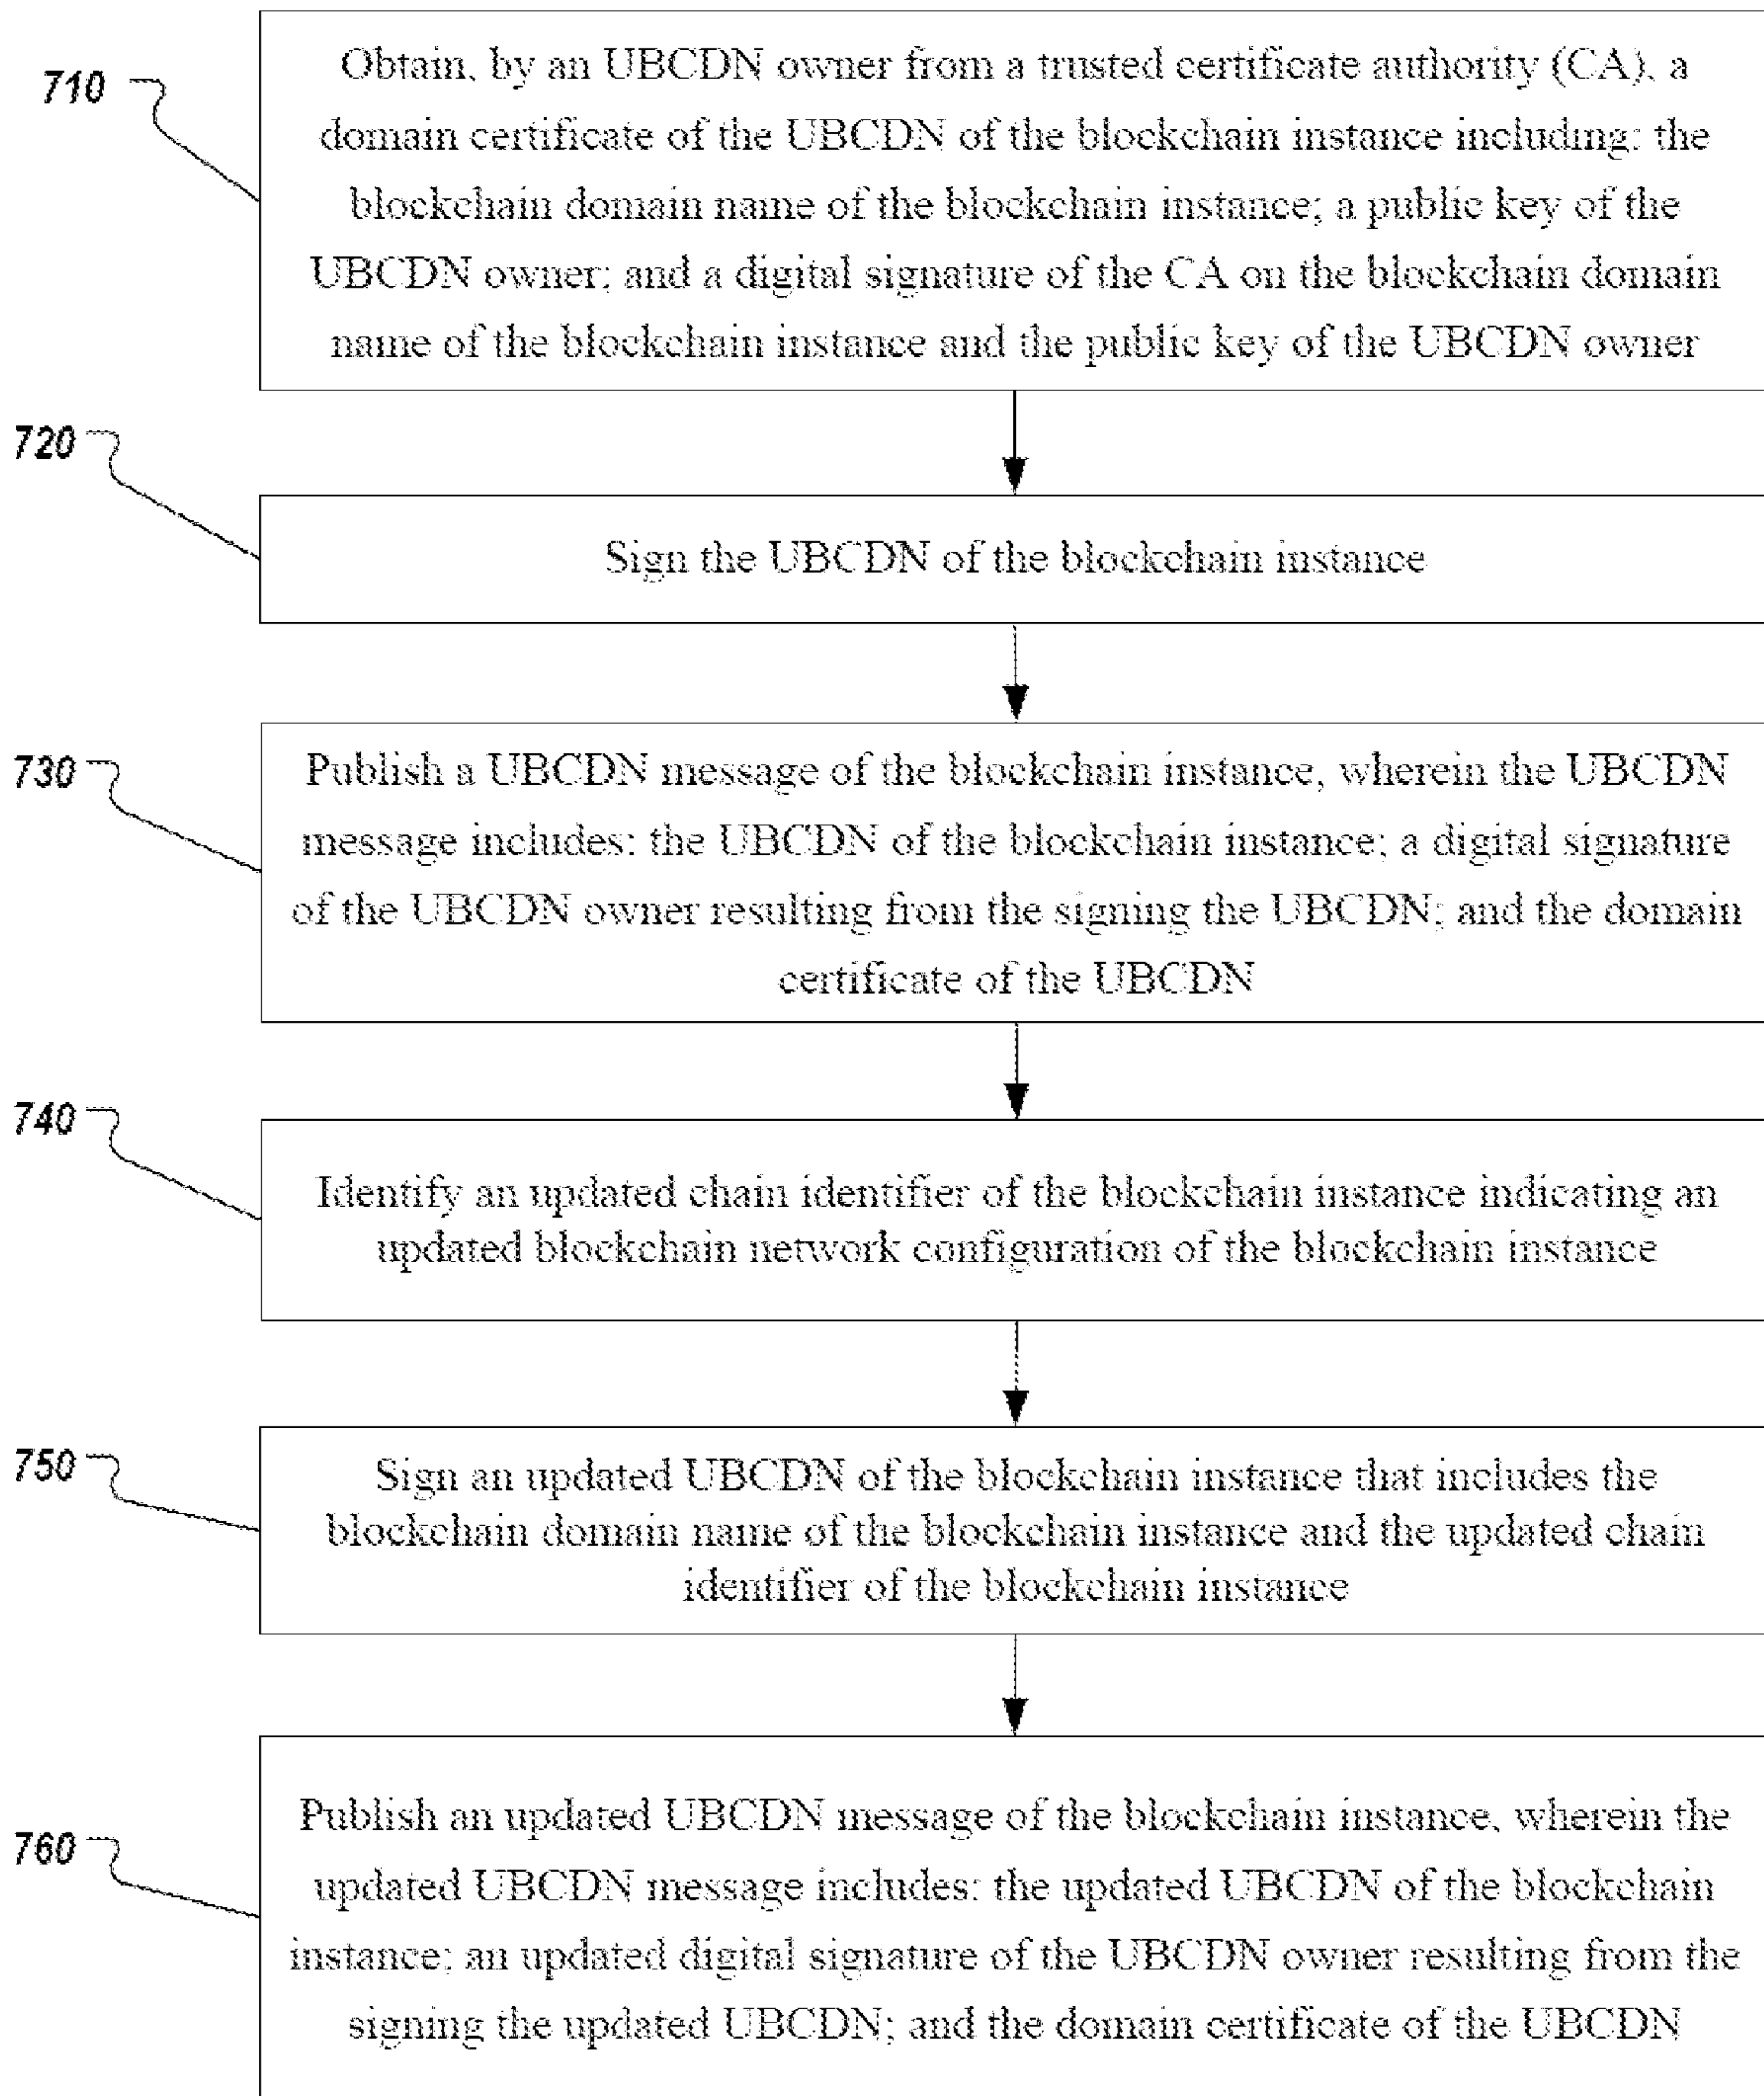 710
Obtain, by an UBCDN owner from a trusted certificate authority (CA), a
domain certificate of the UBCDN of the blockchain instance including: the
blockchain domain name of the blockchain instance; a public key of the
UBCDN owner; and a digital signature of the CA on the blockchain domain
name of the blockchain instance and the public key of the UBCDN owner
720
Sign the UBCDN of the blockchain instance
730
Publish a UBCDN message of the blockchain instance, wherein the UBCDN
message includes: the UBCDN of the blockchain instance; a digital signature
of the UBCDN owner resulting from the signing the UBCDN; and the domain
certificate of the UBCDN
740
Identify an updated chain identifier of the blockchain instance indicating an
updated blockchain network configuration of the blockchain instance
750
Sign an updated UBCDN of the blockchain instance that includes the
blockchain domain name of the blockchain instance and the updated chain
identifier of the blockchain instance
760
Publish an updated UBCDN message of the blockchain instance, wherein the
updated UBCDN message includes: the updated UBCDN of the blockchain
instance; an updated digital signature of the UBCDN owner resulting from the
signing the updated UBCDN; and the domain certificate of the UBCDN